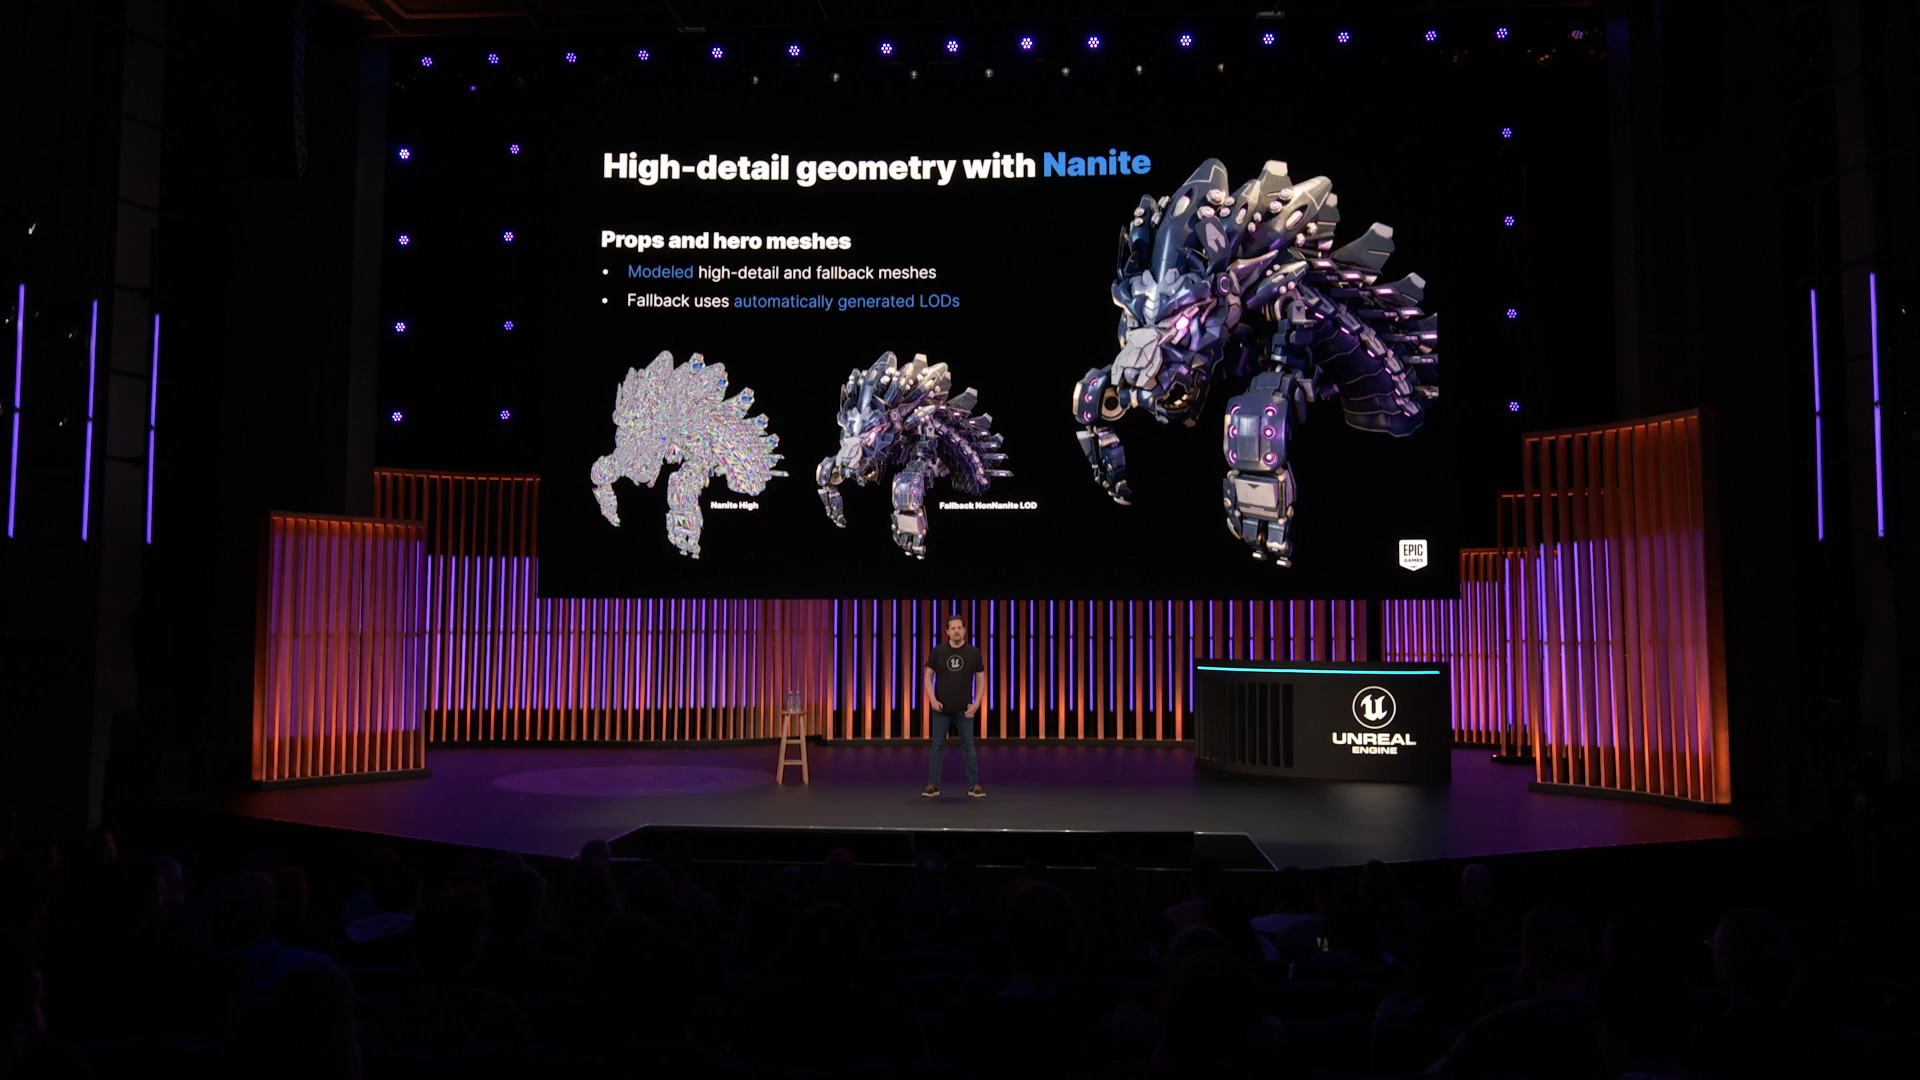 High-detail geometry with Nanite
Props and hero meshes
• Modeled high-detail and fallback meshes
• Fallback uses automatically generated LODs
Nanite High
Fallback NonNanite LOD
EPIC
GAMES
UNREAL
ENGINE